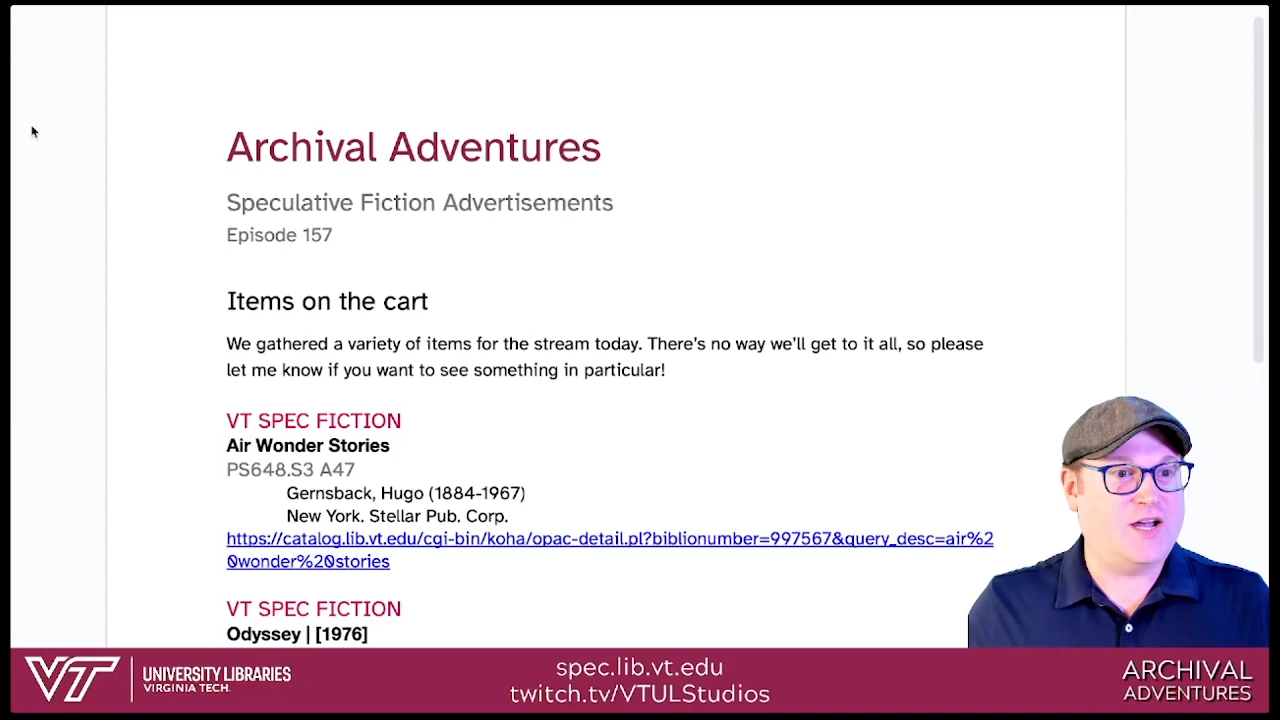 Archival Adventures
Speculative Fiction Advertisements
Episode 157
Items on the cart
We gathered a variety of items for the stream today. There's no way we'll get to it all, so please
let me know if you want to see something in particular!
VT SPEC FICTION
Air Wonder Stories
PS648.S3 A47
Gernsback, Hugo (1884-1967)
New York. Stellar Pub. Corp.
https://catalog.lib.vt.edu/cgi-bin/koha/opac-detail.pl?biblionumber=997567&query_desc=air%2
0wonder%20stories
VT SPEC FICTION
Odyssey | [1976]
VT
UNIVERSITY LIBRARIES
VIRGINIA TECH.
spec.lib.vt.edu
twitch.tv/VTULStudios
ARCHIVAL
ADVENTURES